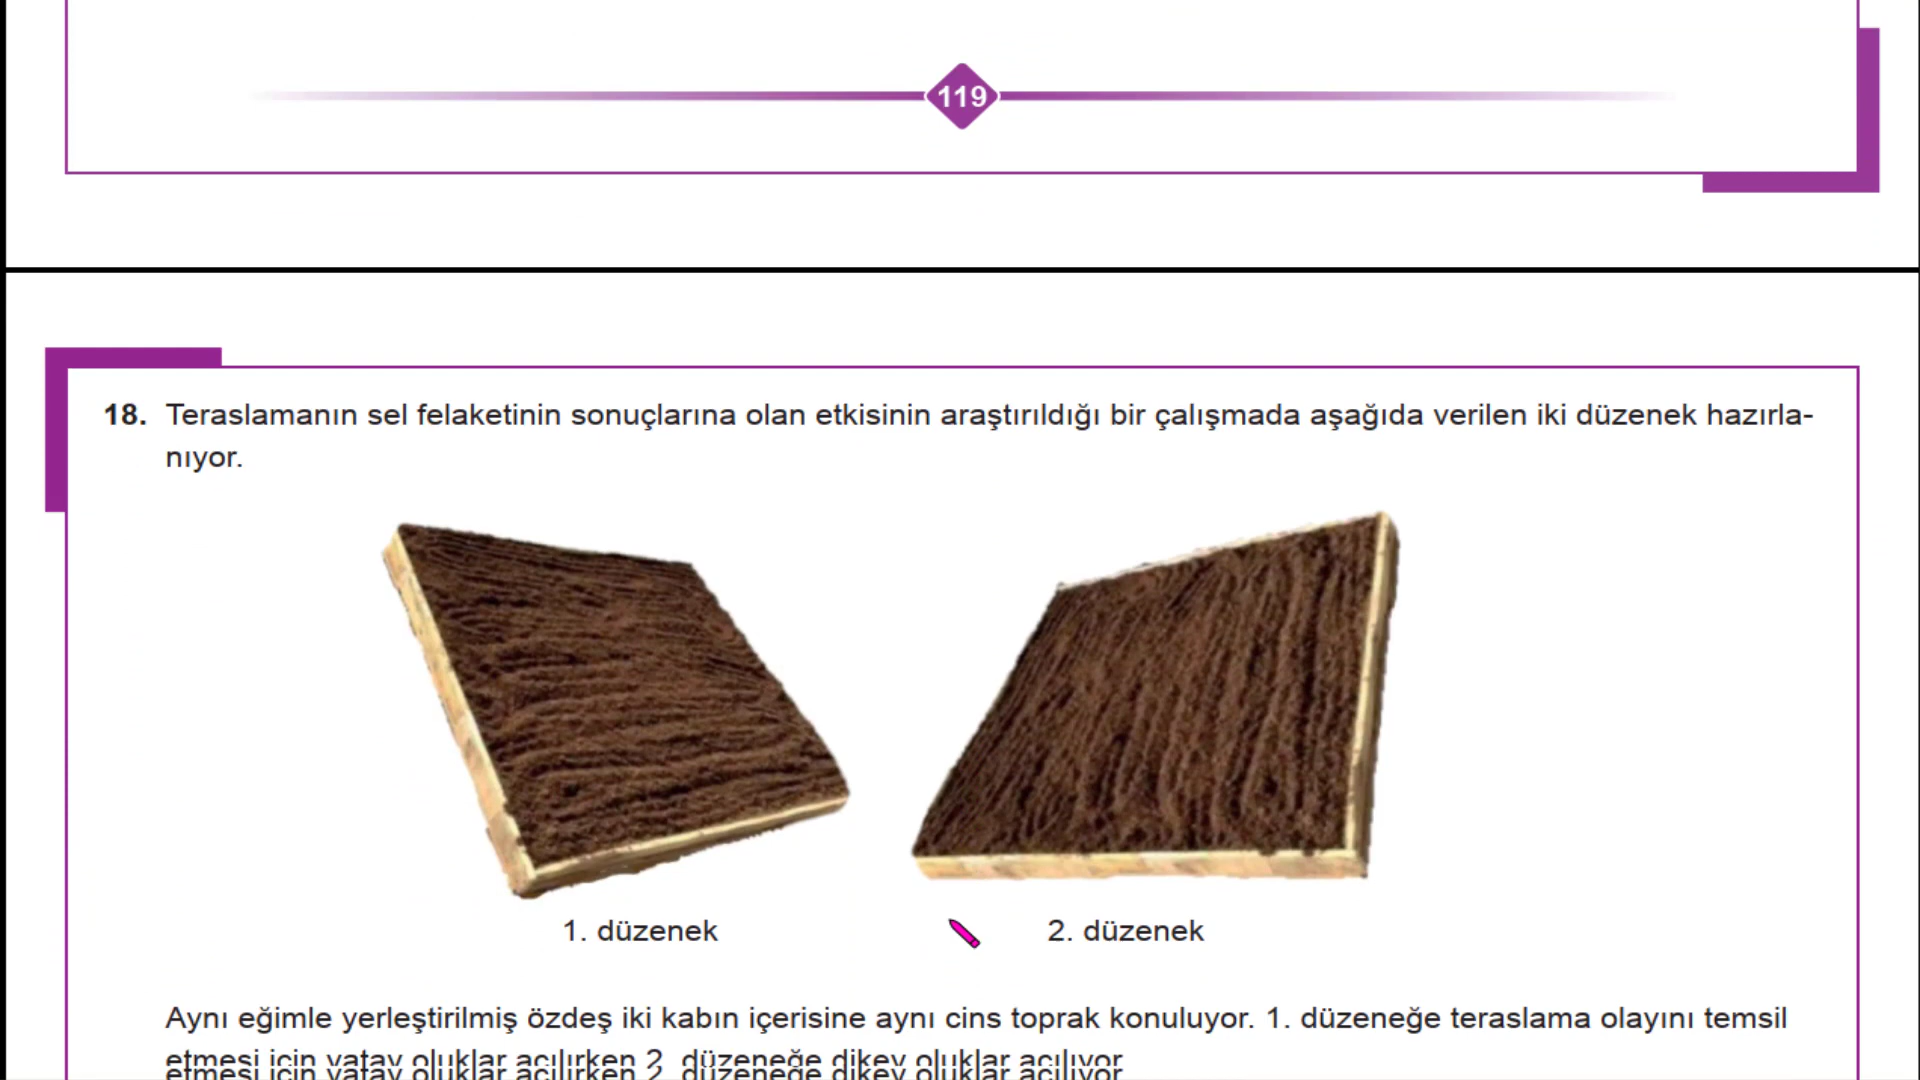 119
18. Teraslamanın sel felaketinin sonuçlarına olan etkisinin araştırıldığı bir çalışmada aşağıda verilen iki düzenek hazırla-
nıyor.
1. düzenek
2. düzenek
Aynı eğimle yerleştirilmiş özdeş iki kabın içerisine aynı cins toprak konuluyor. 1. düzeneğe teraslama olayını temsil
etmesi için yatay oluklar açılırken 2. düzeneğe dikey oluklar açılıyor.